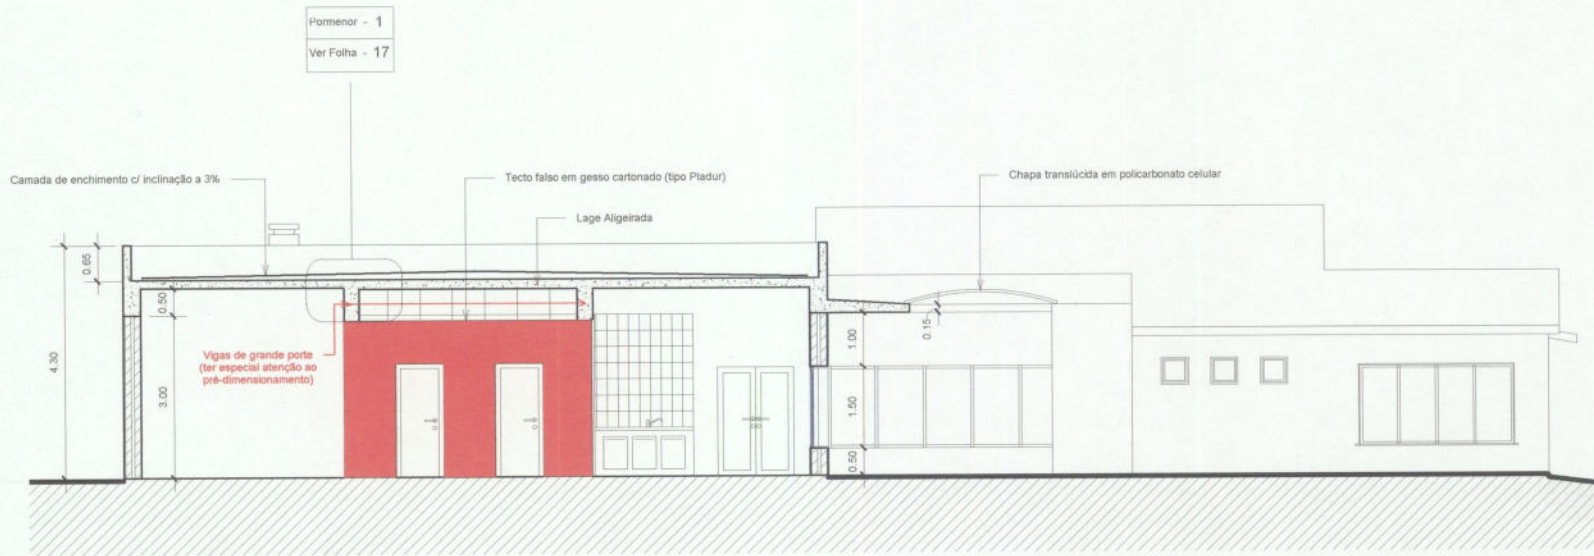 Pormenor - 1
Ver Folha - 17
Camada de enchimento c/ inclinação a 3%
Tecto falso em gesso cartonado (tipo Pladur)
Chapa translúcida em policarbonato celular
Lage Aligeirada
0.65
0.50
4.30
3.00
Vigas de grande porte
(ter especial atenção ao
pré-dimensionamento)
0.15
1.00
1.50
0.50